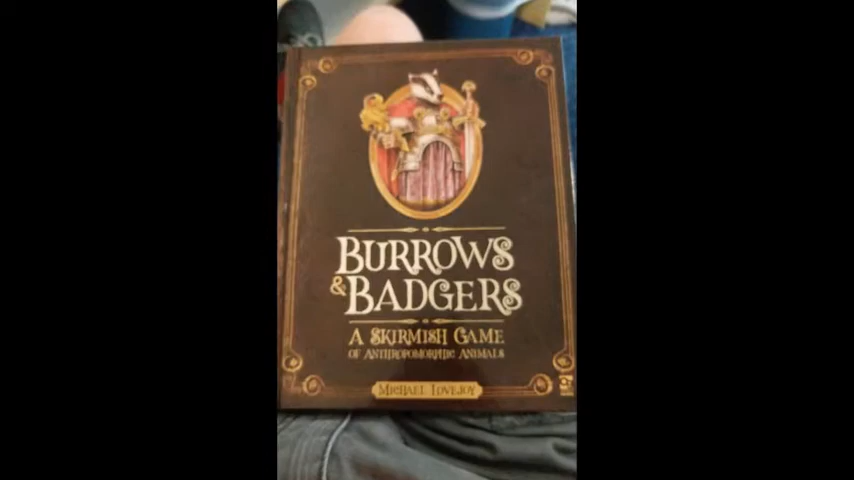 BURROWS
& BADGERS
A SKIRMISH GAME
OF ANTHROPOMORPHIC ANIMALS
MICHAEL LOVEJOY